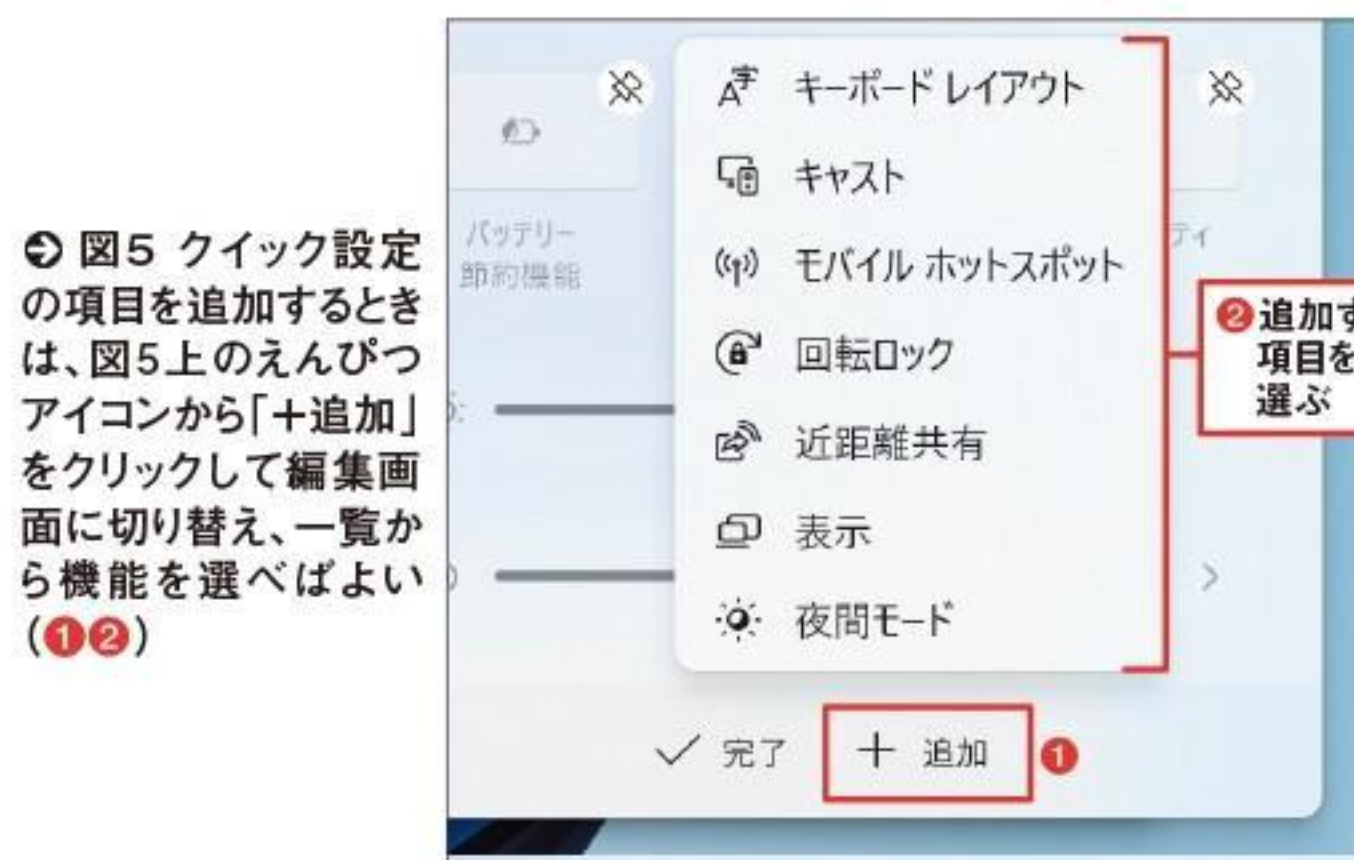 図5 クイック設定
の項目を追加するとき
は、図5上のえんぴつ
アイコンから「+追加」
をクリックして編集画
面に切り替え、一覧か
ら機能を選べばよい
(❶❷)
キーボード レイアウト
キャスト
モバイル ホットスポット
回転ロック
近距離共有
表示
夜間モード
バッテリー
節約機能
ティ
❷追加す
項目を
選ぶ
完了
+ 追加
❶